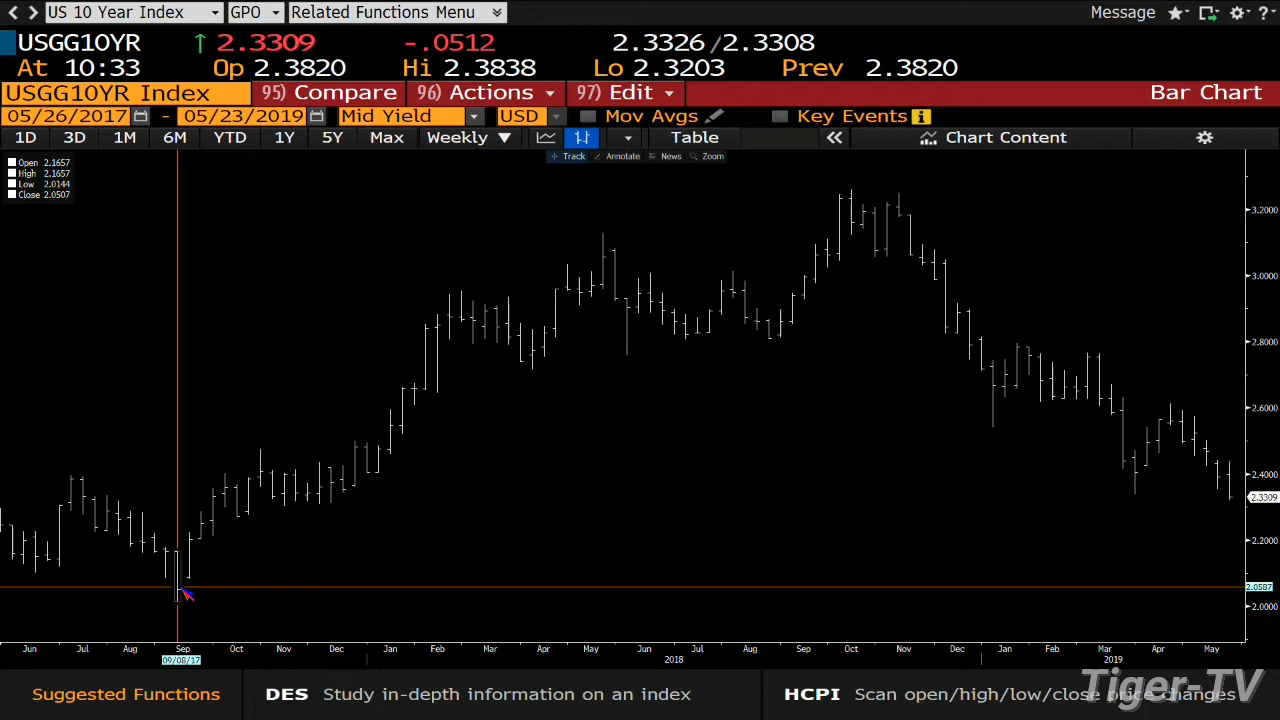 US 10 Year Index GPO Related Functions Menu Message ?
USGG10YR 2.3309 -.0512 2.3326/2.3308
At 10:33 Op 2.3820 Hi 2.3838 Lo 2.3203 Prev 2.3820
USGG10YR Index 95) Compare 96) Actions 97) Edit Bar Chart
05/26/2017 - 05/23/2019 Mid Yield USD Mov Avgs Key Events
1D 3D 1M 6M YTD 1Y 5Y Max Weekly Table Chart Content
Track Annotate News Zoom
Open 2.1657
High 2.1657
Low 2.0144
Close 2.0507
3.2000
3.0000
2.8000
2.6000
2.4000
2.3309
2.2000
2.0587
2.0000
Jun Jul Aug Sep Oct Nov Dec Jan Feb Mar Apr May Jun Jul Aug Sep Oct Nov Dec Jan Feb Mar Apr May
09/08/17 2018 2019
Suggested Functions DES Study in-depth information on an index HCPI Scan open/high/low/close price changes
Tiger-TV